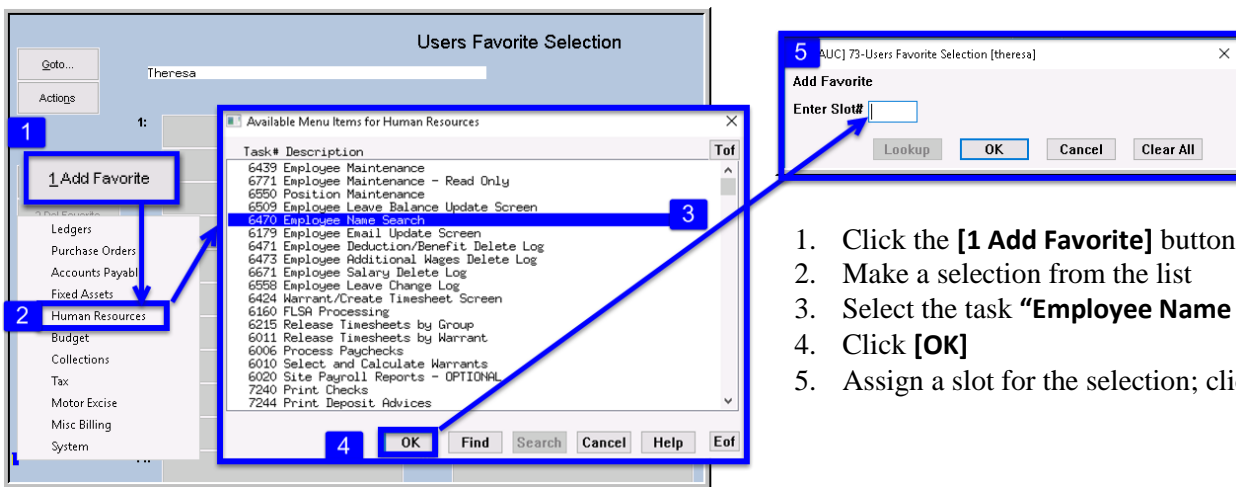 Users Favorite Selection
Goto...
Theresa
Actions
1
1:
1 Add Favorite
2 Del Favorite
Ledgers
Purchase Orders
Accounts Payabl
Fixed Assets
2 Human Resources
Budget
Collections
Tax
Motor Excise
Misc Billing
System
Available Menu Items for Human Resources
Task# Description Tof
6439 Employee Maintenance
6771 Employee Maintenance - Read Only
6550 Position Maintenance
6509 Employee Leave Balance Update Screen
6470 Employee Name Search 3
6179 Employee Email Update Screen
6471 Employee Deduction/Benefit Delete Log
6473 Employee Additional Wages Delete Log
6671 Employee Salary Delete Log
6558 Employee Leave Change Log
6424 Warrant/Create Timesheet Screen
6160 FLSA Processing
6215 Release Timesheets by Group
6011 Release Timesheets by Warrant
6006 Process Paychecks
6010 Select and Calculate Warrants
6020 Site Payroll Reports - OPTIONAL
7240 Print Checks
7244 Print Deposit Advices
4 OK Find Search Cancel Help Eof
5 AUC] 73-Users Favorite Selection [theresa]
Add Favorite
Enter Slot#
Lookup OK Cancel Clear All
1. Click the [1 Add Favorite] button
2. Make a selection from the list
3. Select the task "Employee Name
4. Click [OK]
5. Assign a slot for the selection; clic